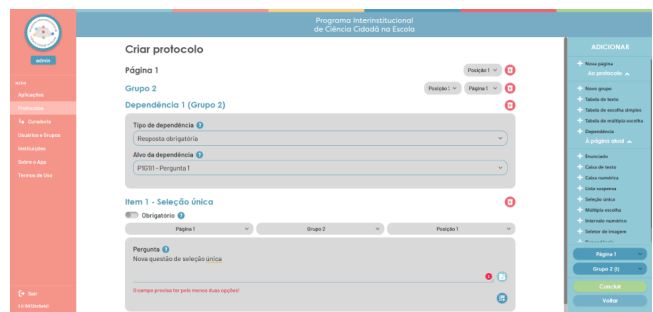 Programa Interinstitucional
de Ciência Cidadã na Escola
admin
Aplicações
Protocolos
Curadoria
Usuários e Grupos
Instituições
Sobre o App
Termos de Uso
Sair
Criar protocolo
Página 1
Posição 1
Grupo 2
Posição 1
Página 1
Dependência 1 (Grupo 2)
Tipo de dependência
Resposta obrigatória
Alvo da dependência
P1G1I1 - Pergunta 1
Item 1 - Seleção única
Obrigatório
Página 1
Grupo 2
Posição 1
Pergunta
Nova questão de seleção única
O campo precisa ter pelo menos duas opções!
ADICIONAR
Nova página
Ao protocolo
Novo grupo
Tabela de texto
Tabela de escolha simples
Tabela de múltipla escolha
Dependência
À página atual
Enunciado
Caixa de texto
Caixa numérica
Lista suspensa
Seleção única
Múltipla escolha
Intervalo numérico
Seletor de imagem
Página 1
Grupo 2 (1)
Concluir
Voltar